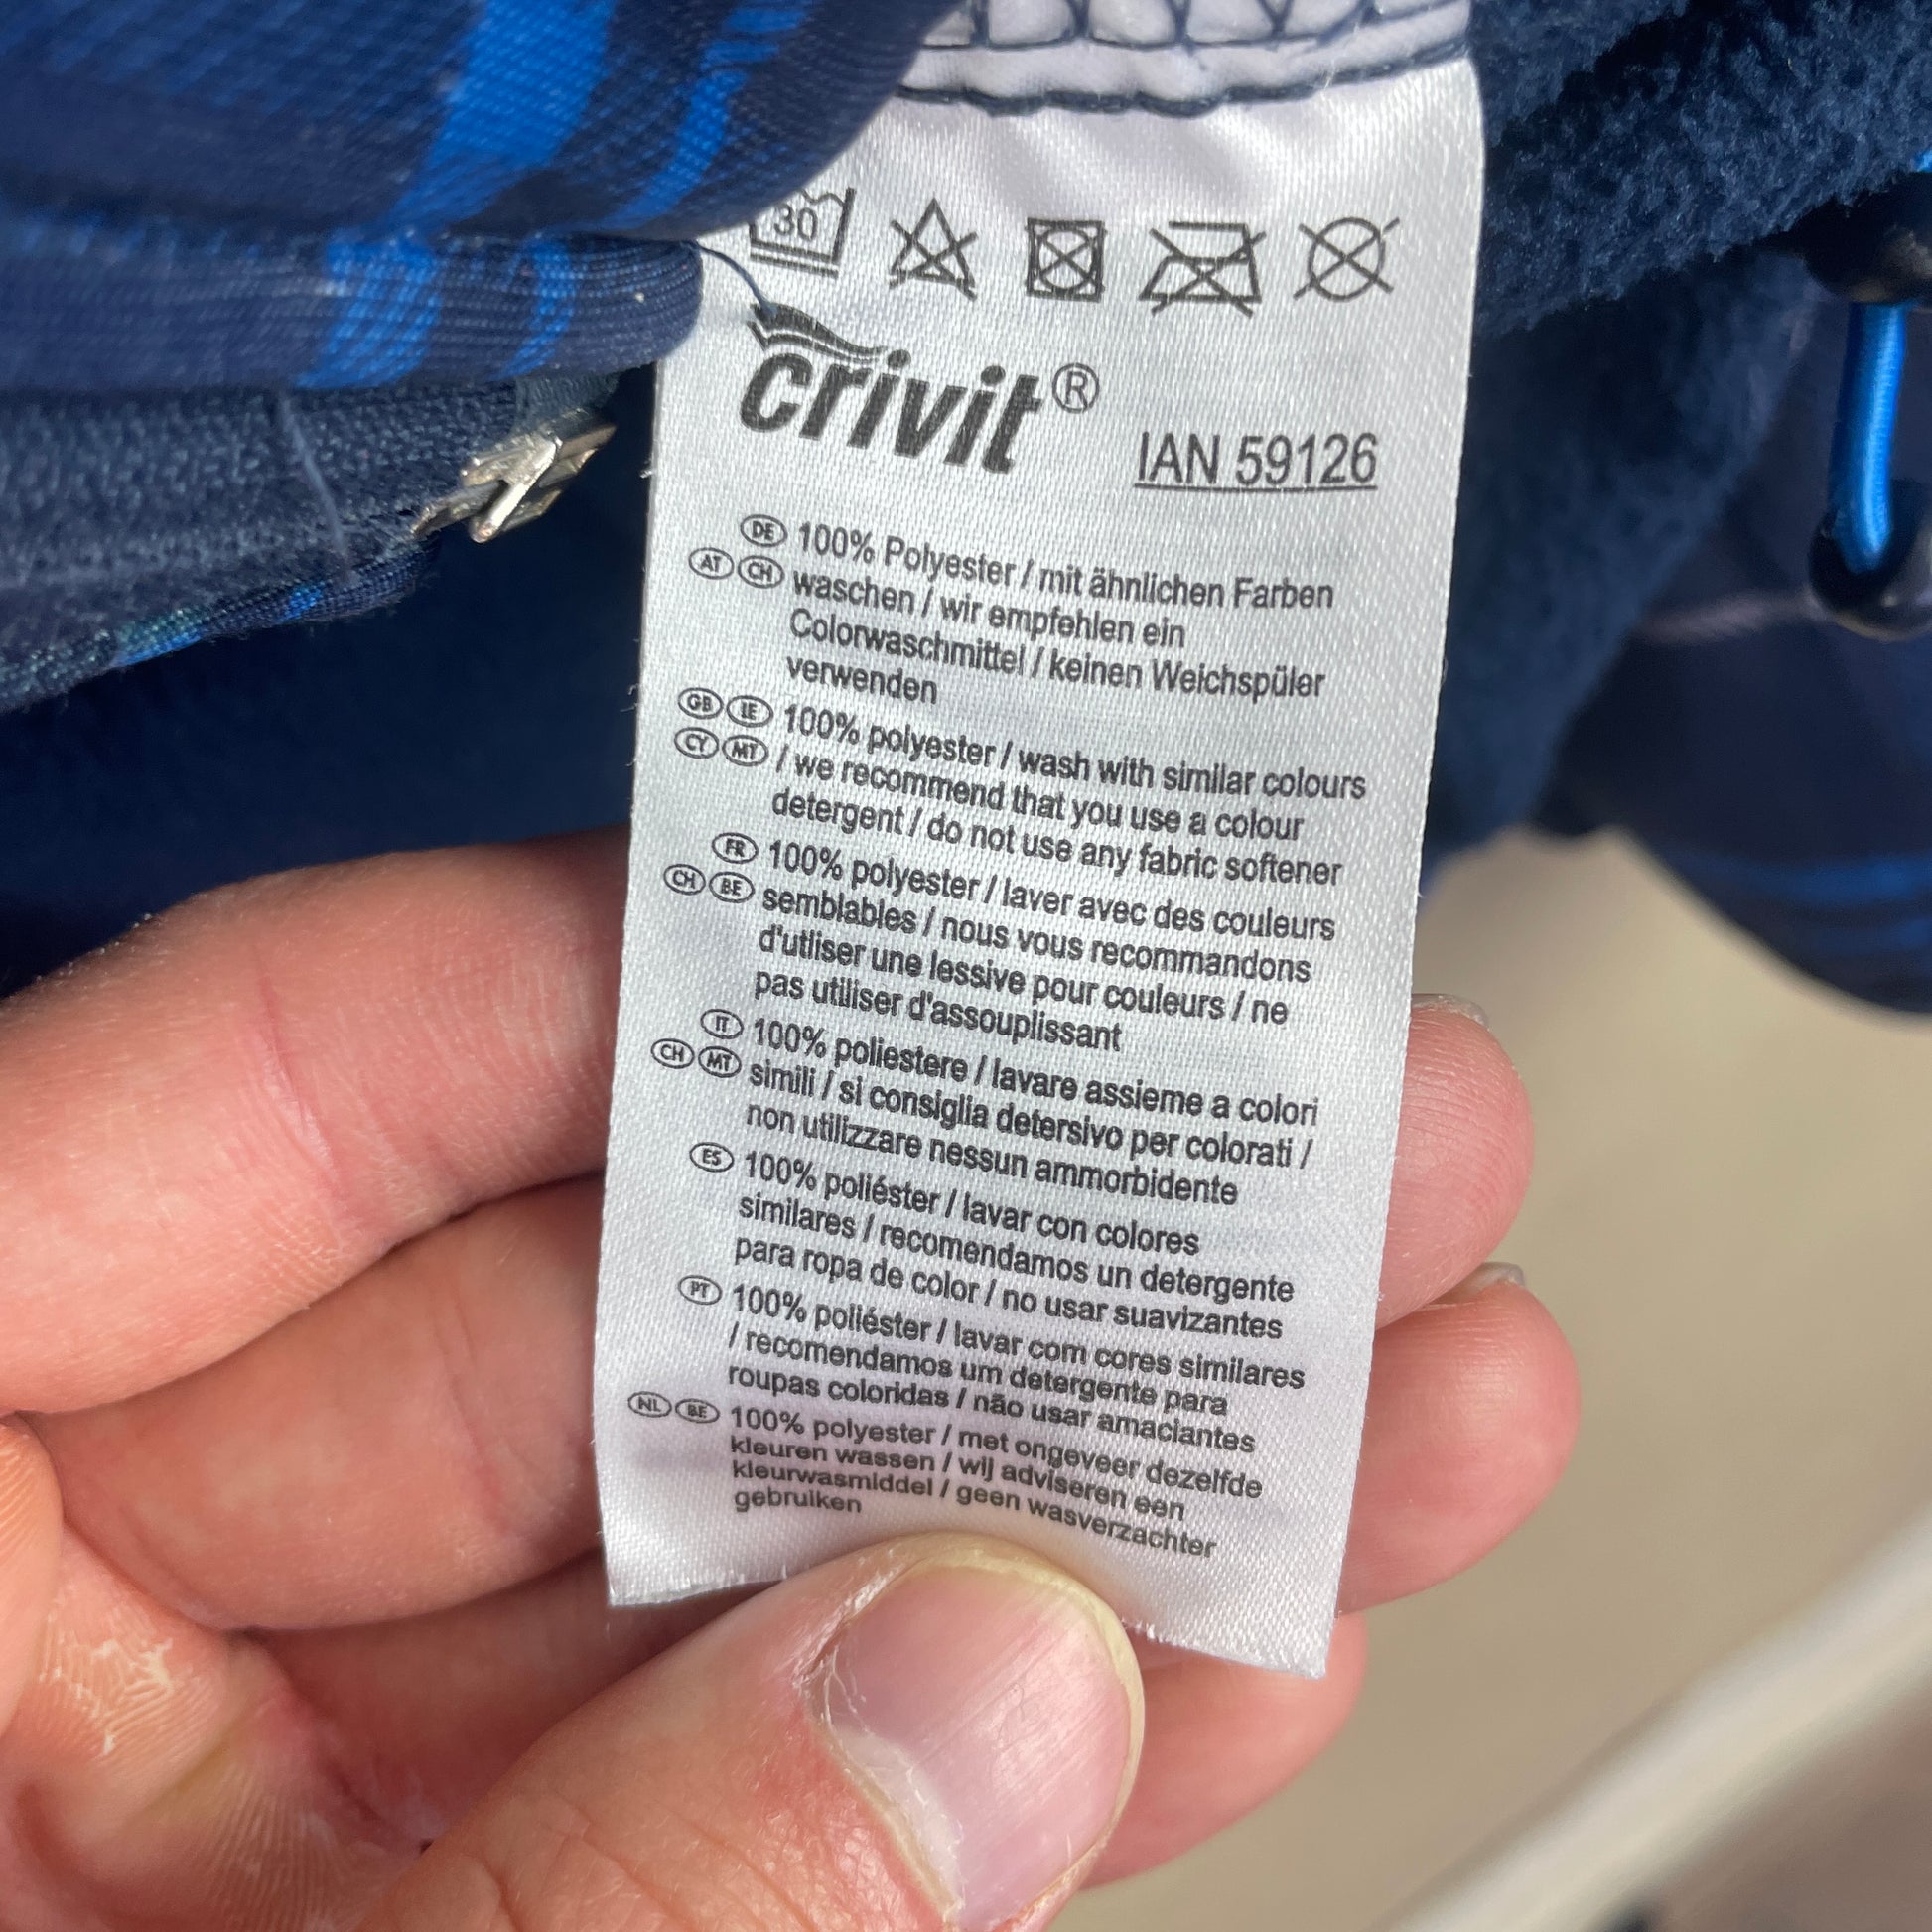 30
crivit®
IAN 59126
DE 100% Polyester / mit ähnlichen Farben
AT CH waschen / wir empfehlen ein
Colorwaschmittel / keinen Weichspüler
verwenden
GB IE 100% polyester / wash with similar colours
CY MT / we recommend that you use a colour
detergent / do not use any fabric softener
FR 100% polyester / laver avec des couleurs
CH BE semblables / nous vous recommandons
d'utliser une lessive pour couleurs / ne
pas utiliser d'assouplissant
IT 100% poliestere / lavare assieme a colori
CH MT simili / si consiglia detersivo per colorati /
non utilizzare nessun ammorbidente
ES 100% poliéster / lavar con colores
similares / recomendamos un detergente
para ropa de color / no usar suavizantes
PT 100% poliéster / lavar com cores similares
/ recomendamos um detergente para
roupas coloridas / não usar amaciantes
NL BE 100% polyester / met ongeveer dezelfde
kleuren wassen / wij adviseren een
kleurwasmiddel / geen wasverzachter
gebruiken